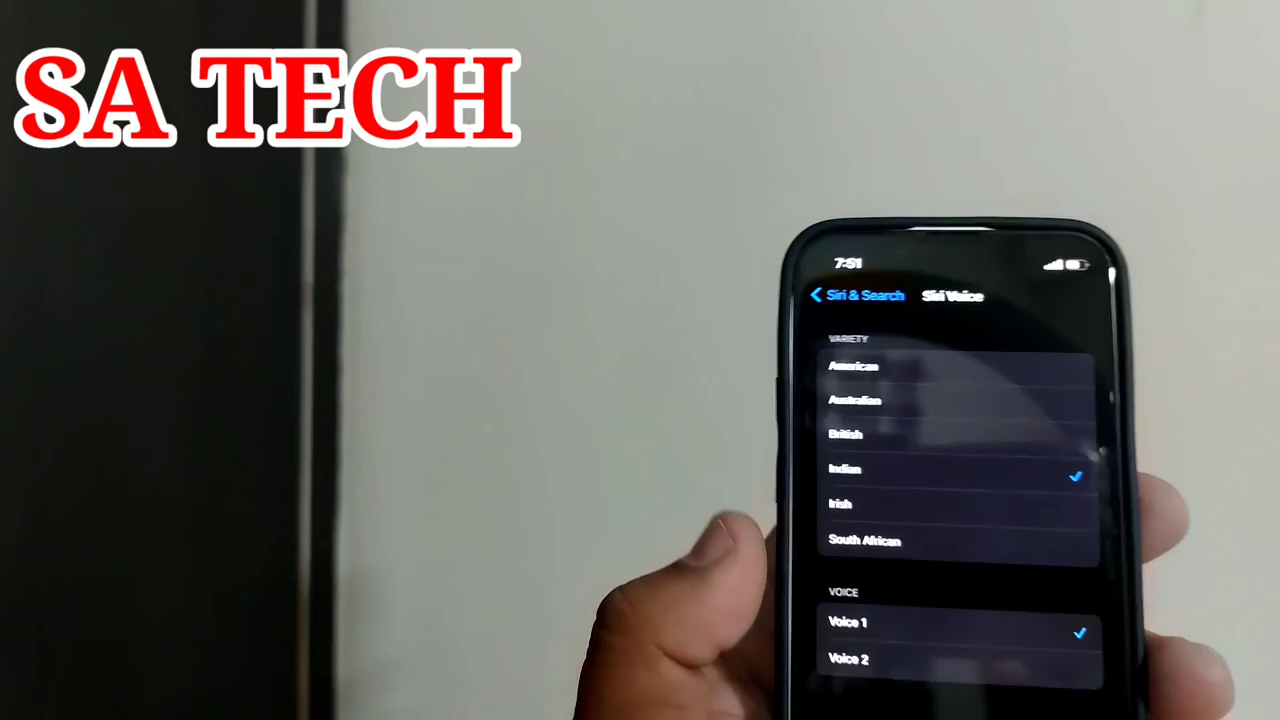 SA TECH
7:51
Siri & Search Siri Voice
VARIETY
American
Australian
British
Indian
Irish
South African
VOICE
Voice 1
Voice 2